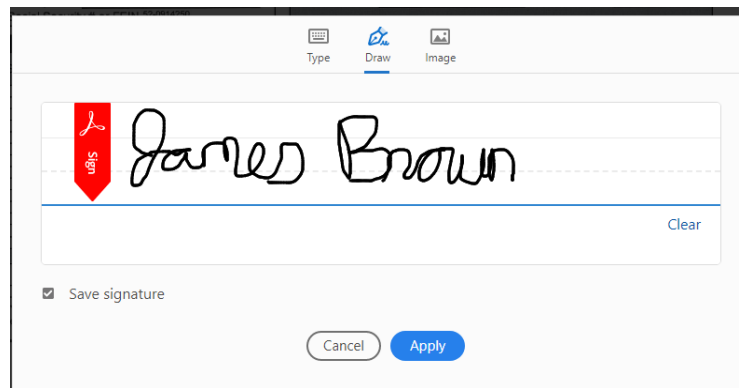 Type Draw Image
Sign
James Brown
Clear
Save signature
Cancel Apply